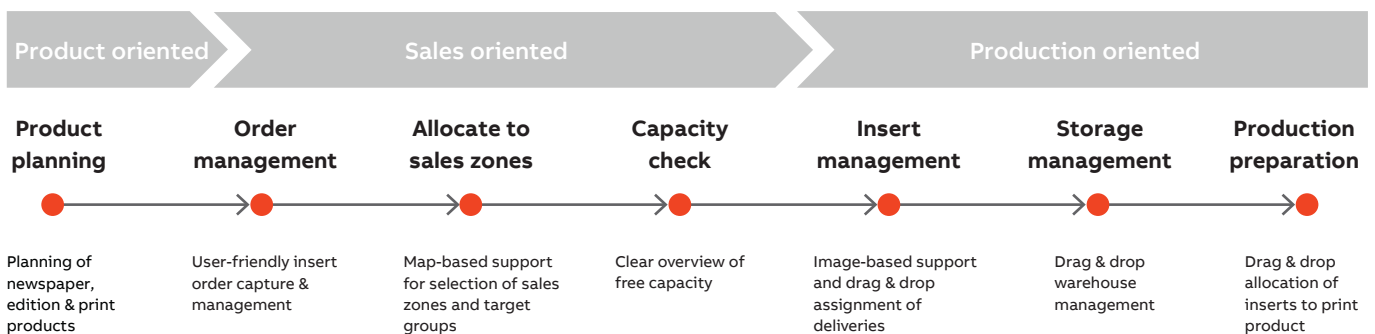 Product oriented
Sales oriented
Production oriented
Product
planning
Order
management
Allocate to
sales zones
Capacity
check
Insert
management
Storage
management
Production
preparation
Planning of
newspaper,
edition & print
products
User-friendly insert
order capture &
management
Map-based support
for selection of sales
zones and target
groups
Clear overview of
free capacity
Image-based support
and drag & drop
assignment of
deliveries
Drag & drop
warehouse
management
Drag & drop
allocation of
inserts to print
product